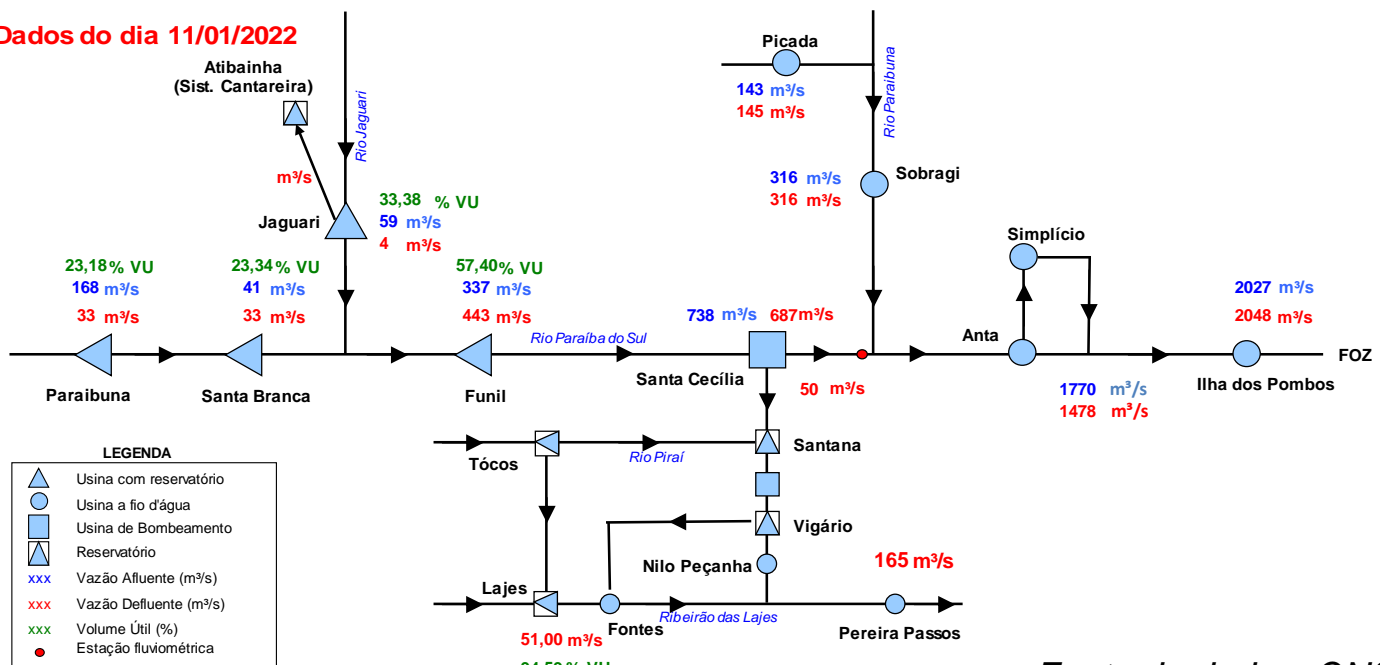 Dados do dia 11/01/2022
Atibainha
(Sist. Cantareira)
Rio Jaguari
m³/s
Jaguari
33,38 % VU
59 m³/s
4 m³/s
Picada
143 m³/s
145 m³/s
Rio Paraibuna
316 m³/s
316 m³/s
Sobragi
23,18 % VU
168 m³/s
33 m³/s
Paraibuna
23,34 % VU
41 m³/s
33 m³/s
Santa Branca
57,40 % VU
337 m³/s
443 m³/s
Funil
Rio Paraíba do Sul
738 m³/s 687 m³/s
Santa Cecília
50 m³/s
Simplício
Anta
1770 m³/s
1478 m³/s
2027 m³/s
2048 m³/s
Ilha dos Pombos
FOZ
Tócos
Rio Piraí
Santana
Vigário
Nilo Peçanha
165 m³/s
Lajes
Fontes
Ribeirão das Lajes
Pereira Passos
51,00 m³/s
LEGENDA
Usina com reservatório
Usina a fio d'água
Usina de Bombeamento
Reservatório
xxx Vazão Afluente (m³/s)
xxx Vazão Defluente (m³/s)
xxx Volume Útil (%)
Estação fluviométrica